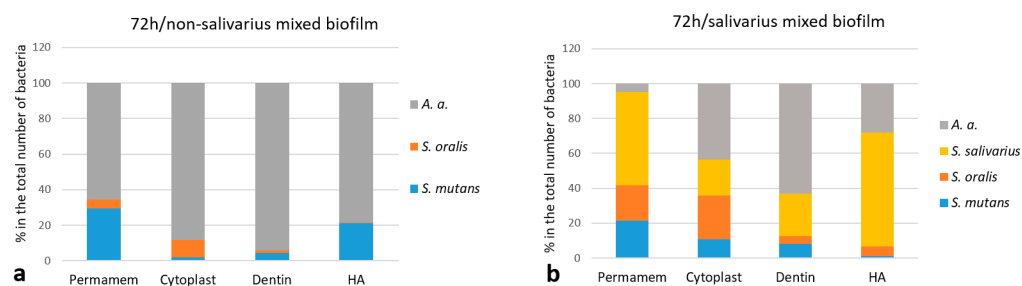 72h/non-salivarius mixed biofilm
% in the total number of bacteria
120
100
80
60
40
20
0
Permamem Cytoplast Dentin HA
A. a.
S. oralis
S. mutans
a
72h/salivarius mixed biofilm
% in the total number of bacteria
120
100
80
60
40
20
0
Permamem Cytoplast Dentin HA
A. a.
S. salivarius
S. oralis
S. mutans
b